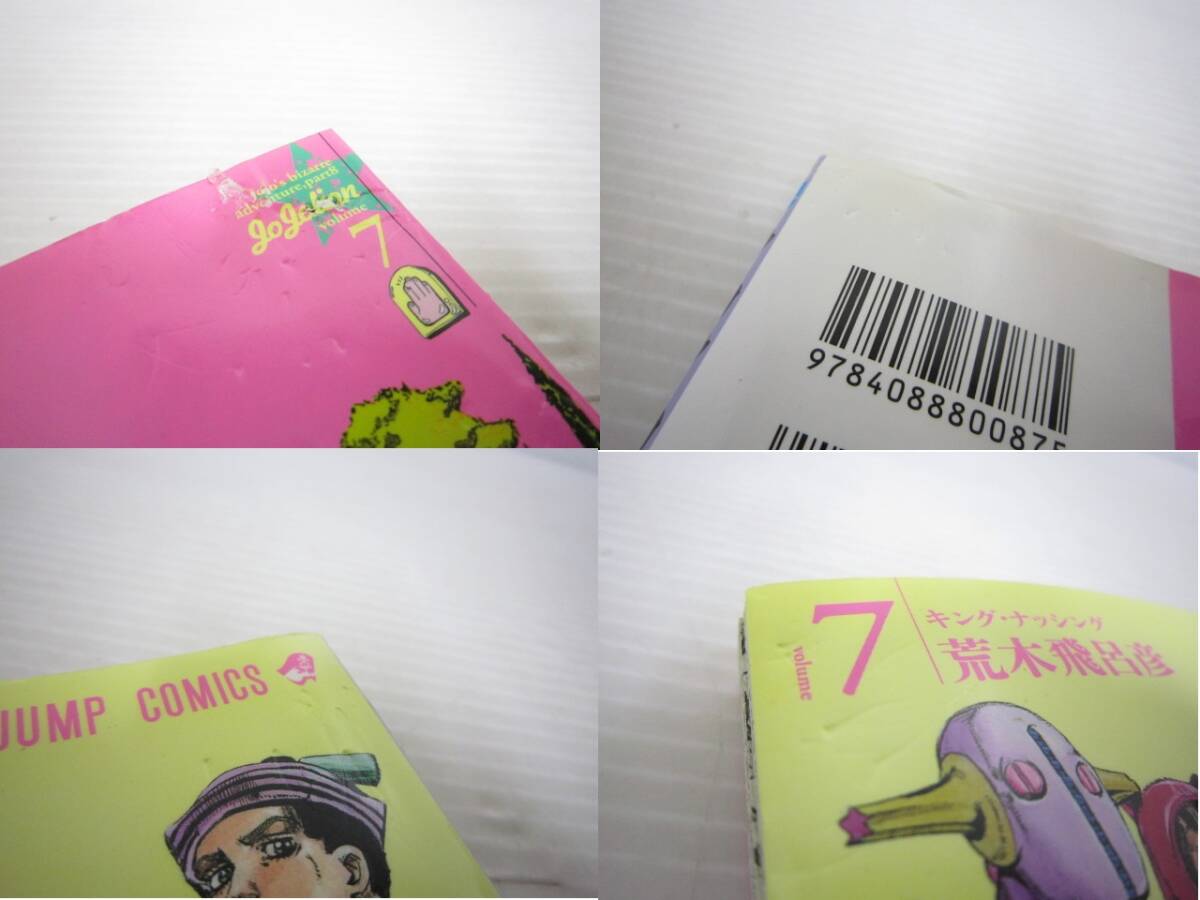 JoJo's bizarre
adventure,part8
JoJolion
volume
7
9784088800875
JUMP COMICS
7
volume
キング・ナッシング
荒木飛呂彦